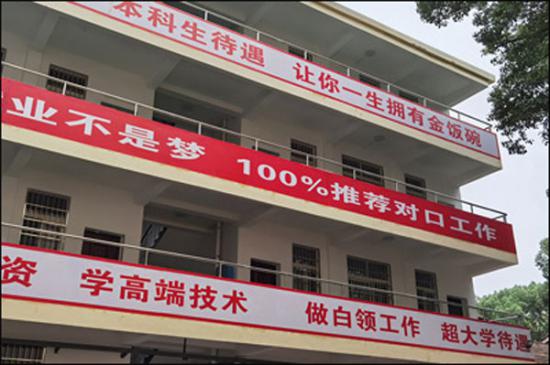 本科生待遇 让你一生拥有金饭碗
业不是梦 100%推荐对口工作
资 学高端技术 做白领工作 超大学待遇